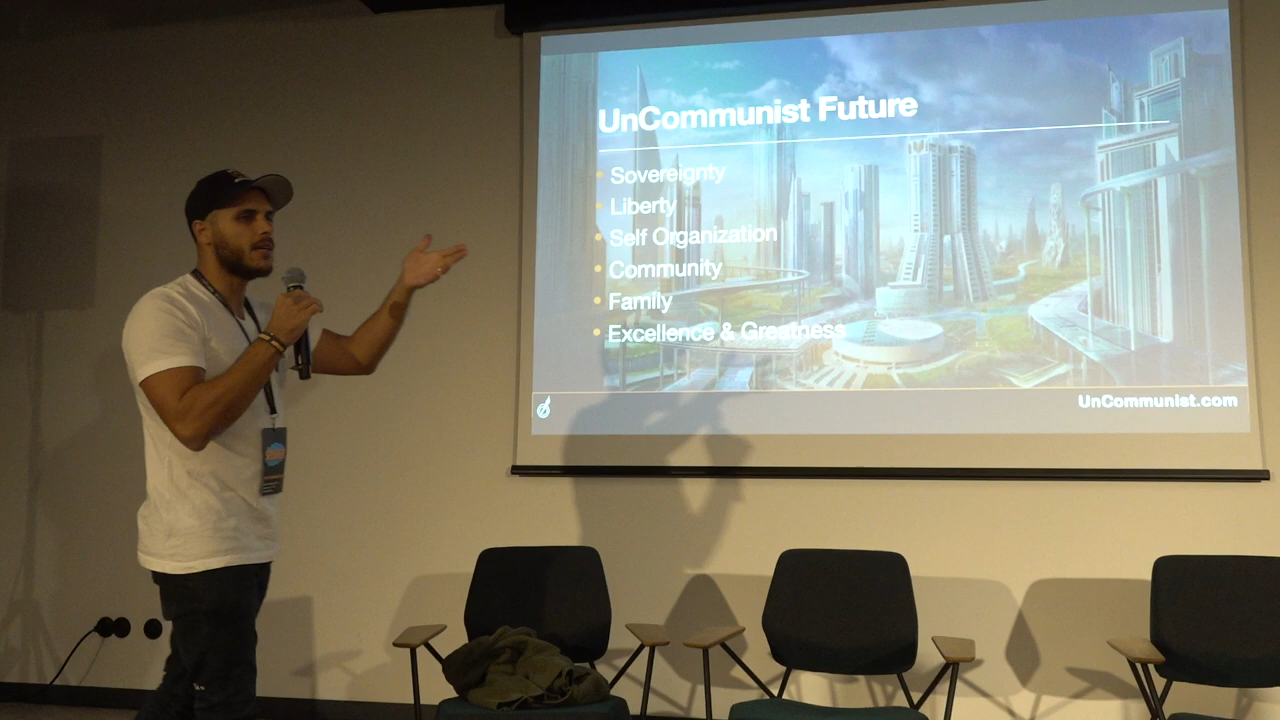 UnCommunist Future
Sovereignty
Liberty
Self Organization
Community
Family
Excellence & Greatness
UnCommunist.com